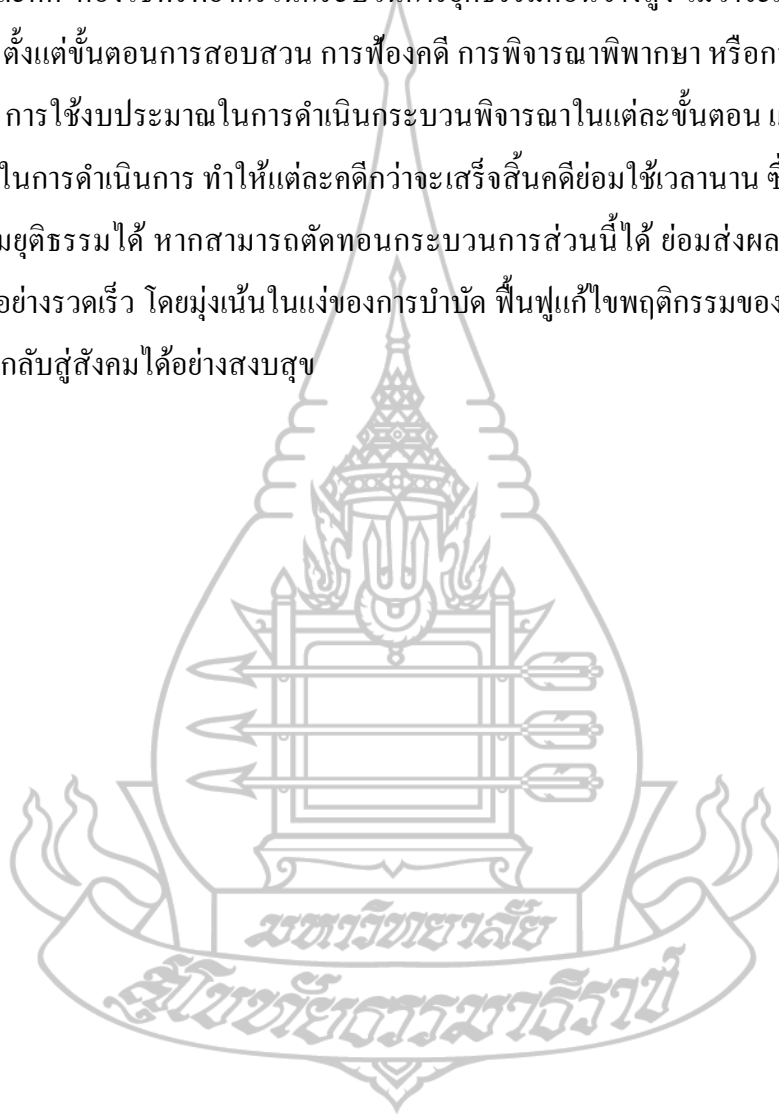 ตั้งแต่ขั้นตอนการสอบสวน การฟ้องคดี การพิจารณาพิพากษา
การใช้งบประมาณในการดำเนินกระบวนพิจารณาในแต่ละขั้นตอน
ในการดำเนินการ ทำให้แต่ละคดีกว่าจะเสร็จสิ้นคดีย่อมใช้เวลานาน
มยุติธรรมได้ หากสามารถตัดทอนกระบวนการส่วนนี้ได้ ย่อมส่งผล
อย่างรวดเร็ว โดยมุ่งเน้นในแง่ของการบำบัด ฟื้นฟูแก้ไขพฤติกรรมของ
กลับสู่สังคมได้อย่างสงบสุข
มหาวิทยาลัย
สุโขทัยธรรมาธิราช